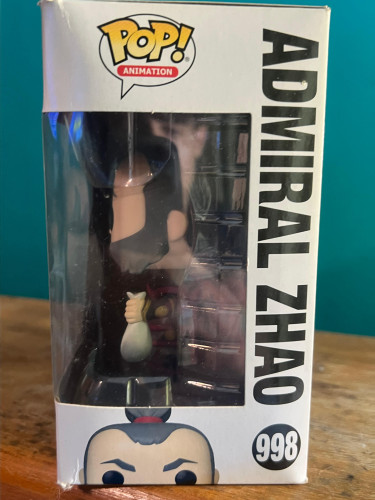 POP!
ANIMATION
ADMIRAL ZHAO
998